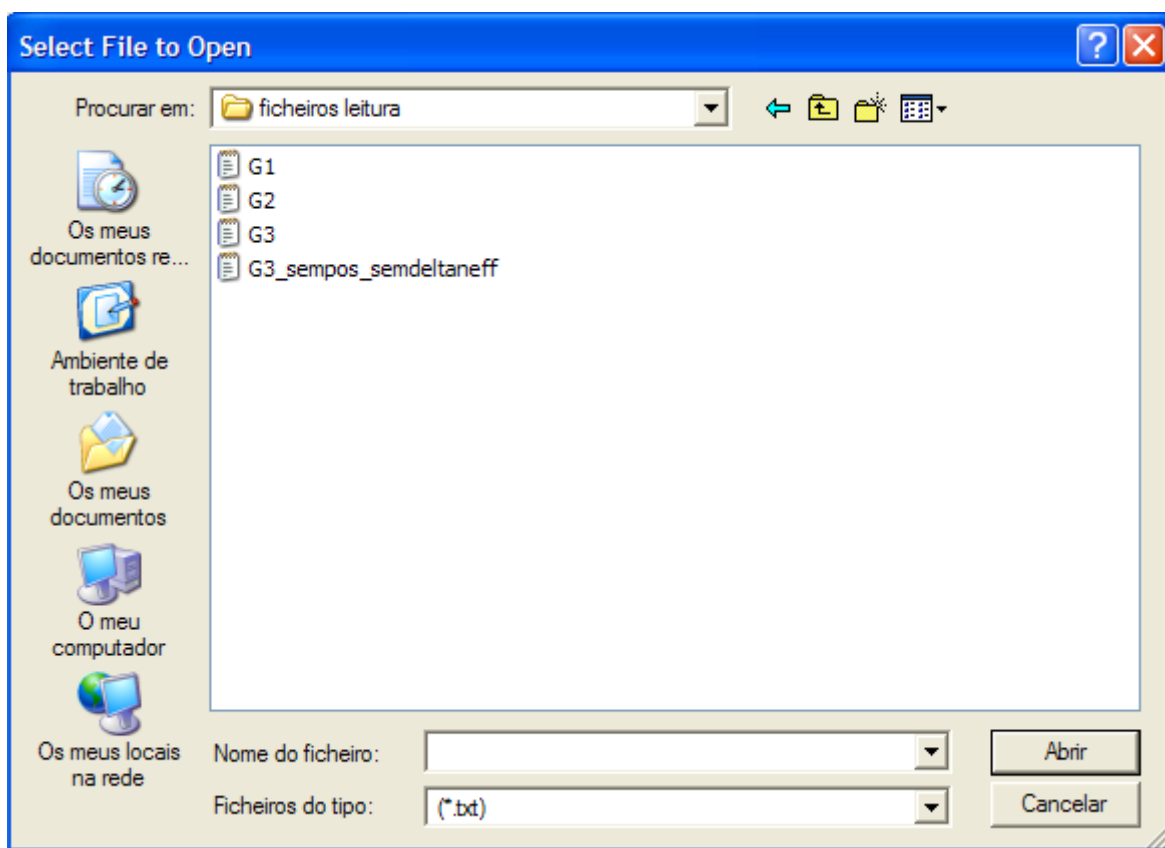 Select File to Open
Procurar em:
ficheiros leitura
G1
G2
G3
G3_sempos_semdeltaneff
Os meus
documentos re...
Ambiente de
trabalho
Os meus
documentos
O meu
computador
Os meus locais
na rede
Nome do ficheiro:
Abrir
Ficheiros do tipo:
(*.txt)
Cancelar